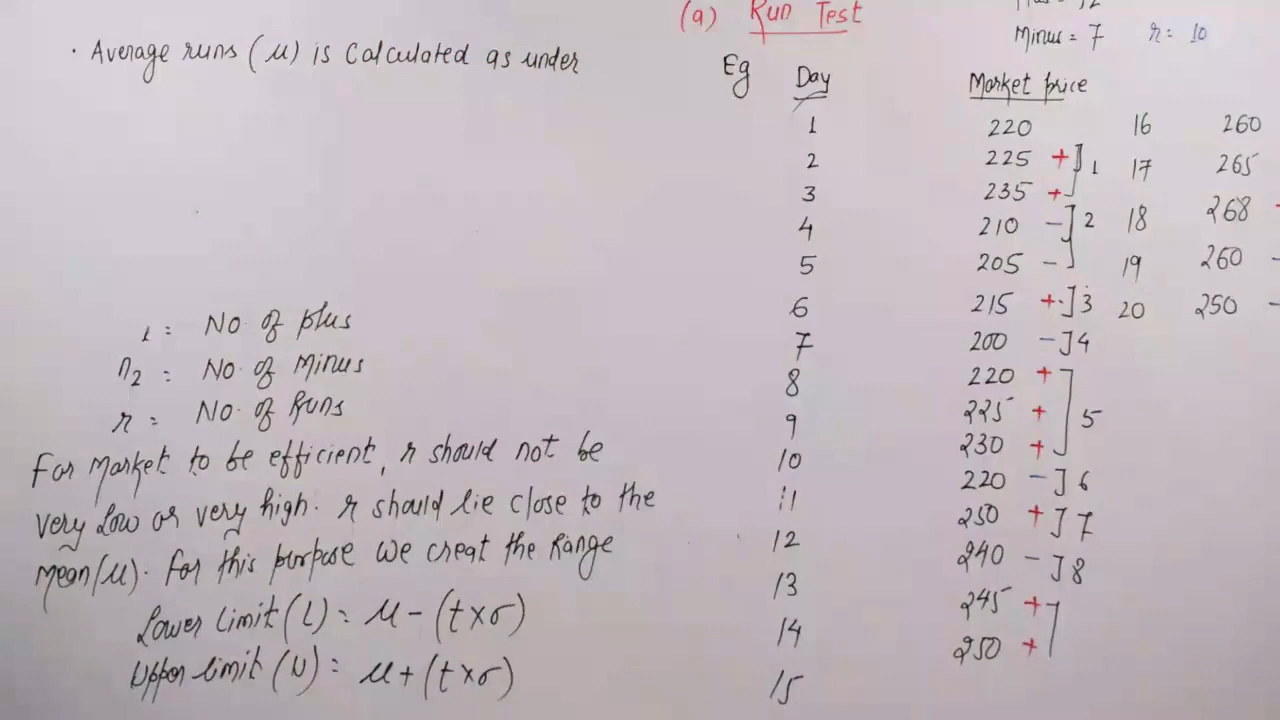 (a) Run Test
Minus = 7 r = 10
• Average runs (μ) is Calculated as under
Eg Day Market price
1 220 16 260
2 225 + ] 1 17 265
3 235 +
4 210 - ] 2 18 268
5 205 - 19 260 -
6 215 + ] 3 20 250 -
7 200 - ] 4
8 220 +
9 225 + ] 5
10 230 +
11 220 - ] 6
12 250 + ] 7
13 240 - ] 8
14 245 +
15 250 +
1 = No. of plus
n2 = No. of Minus
r = No. of Runs
For Market to be efficient, r should not be
very low or very high. r should lie close to the
mean (μ). For this purpose we creat the Range
Lower limit (L) = μ - (t×σ)
Upper limit (U) = μ + (t×σ)